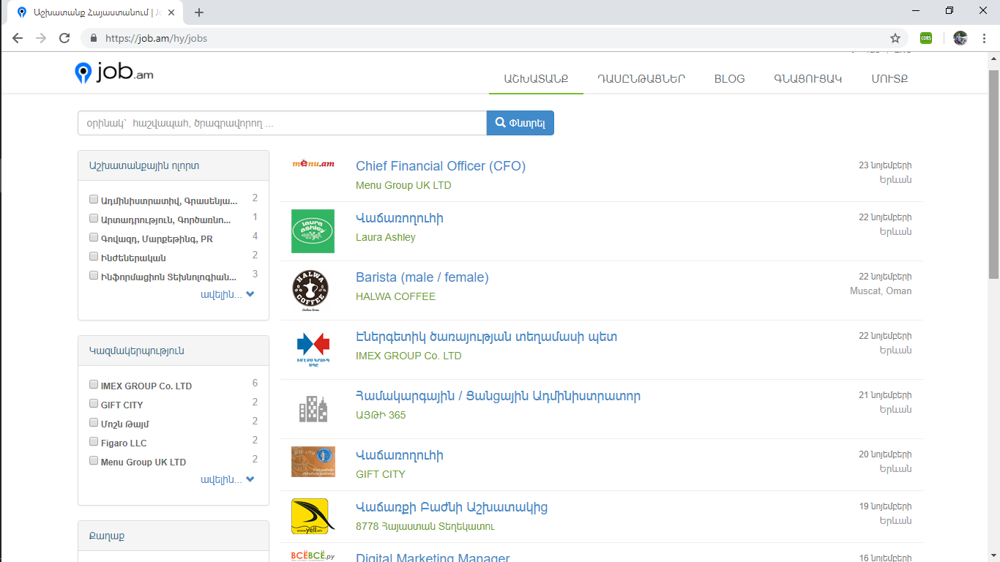 Աշխատանք Հայաստանում | Jo
https://job.am/hy/jobs
job.am
ԱՇԽԱՏԱՆՔ
ԴԱՍԸՆԹԱՑՆԵՐ
BLOG
ԳՆԱՑՈՒՑԱԿ
ՄՈՒՏՔ
օրինակ` հաշվապահ, ծրագրավորող ...
Փնտրել
Աշխատանքային ոլորտ
Ադմինիստրատիվ, Գրասենյա... 2
Արտադրություն, Գործառնո... 1
Գովազդ, Մարքեթինգ, PR 4
Ինժեներական 2
Ինֆորմացիոն Տեխնոլոգիան... 3
ավելին...
Կազմակերպություն
IMEX GROUP Co. LTD 6
GIFT CITY 2
Մոշն Թայմ 2
Figaro LLC 2
Menu Group UK LTD 2
ավելին...
Քաղաք
menu.am
Chief Financial Officer (CFO)
Menu Group UK LTD
23 նոյեմբերի
Երևան
laura
ashley
Վաճառողուհի
Laura Ashley
22 նոյեմբերի
Երևան
HALWA
COFFEE
Barista (male / female)
HALWA COFFEE
22 նոյեմբերի
Muscat, Oman
ԻՄԷՔՍ ԳՐՈՒՊ
ՍՊԸ
Էներգետիկ ծառայության տեղամասի պետ
IMEX GROUP Co. LTD
22 նոյեմբերի
Երևան
Համակարգային / Ցանցային Ադմինիստրատոր
ԱՅԹԻ 365
21 նոյեմբերի
Երևան
Վաճառողուհի
GIFT CITY
20 նոյեմբերի
Երևան
www.yell.am
Վաճառքի Բաժնի Աշխատակից
8778 Հայաստան Տեղեկատու
19 նոյեմբերի
Երևան
ВСЁВСЁ.ру
Digital Marketing Manager
16 նոյեմբերի